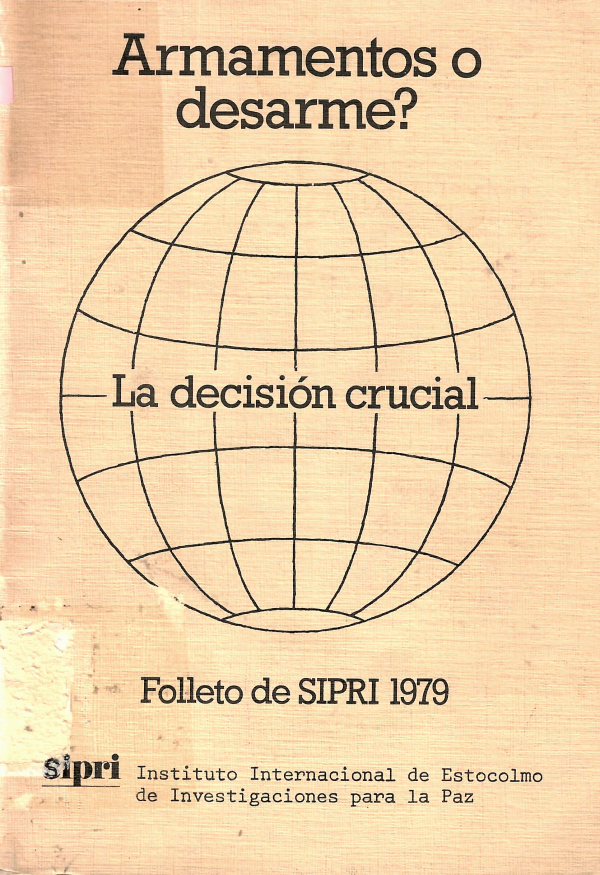 Armamentos o
desarme?
La decisión crucial
Folleto de SIPRI 1979
sipri
Instituto Internacional de Estocolmo
de Investigaciones para la Paz